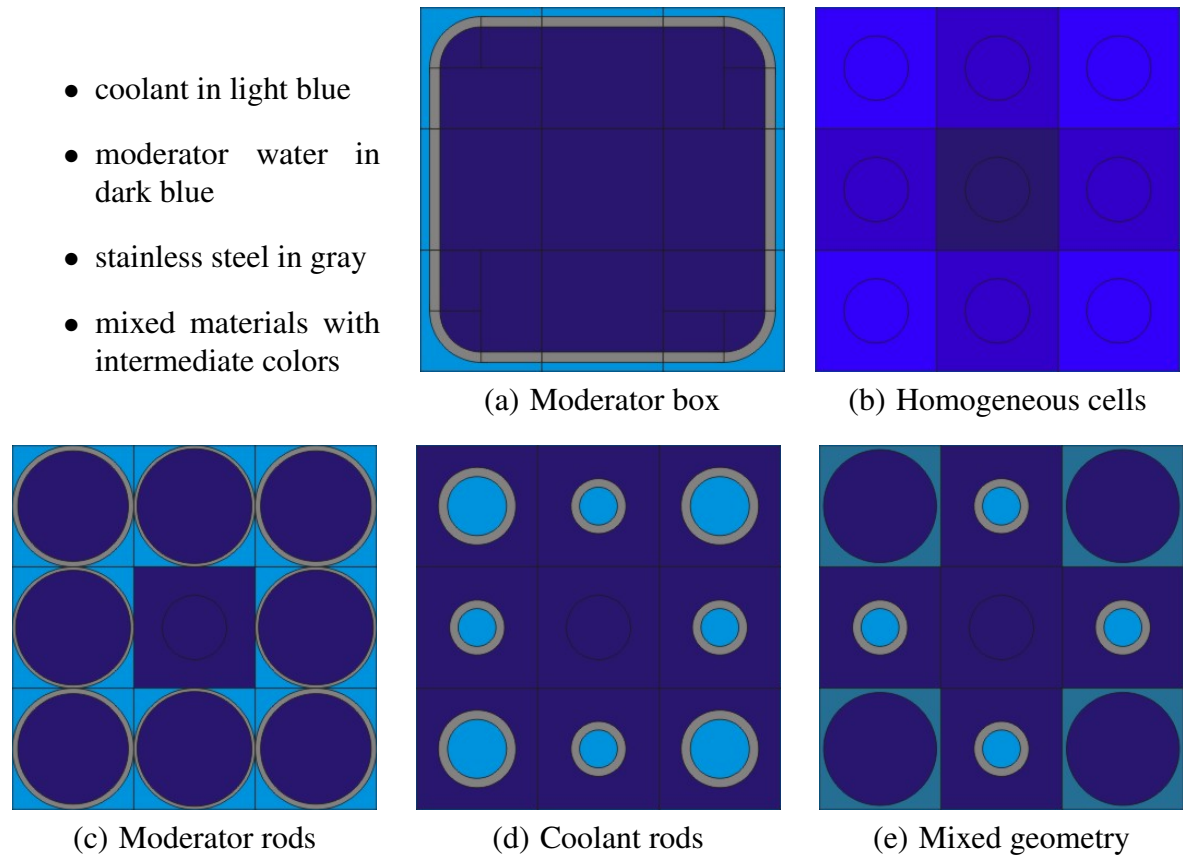 • coolant in light blue
• moderator water in
dark blue
• stainless steel in gray
• mixed materials with
intermediate colors
(a) Moderator box
(b) Homogeneous cells
(c) Moderator rods
(d) Coolant rods
(e) Mixed geometry